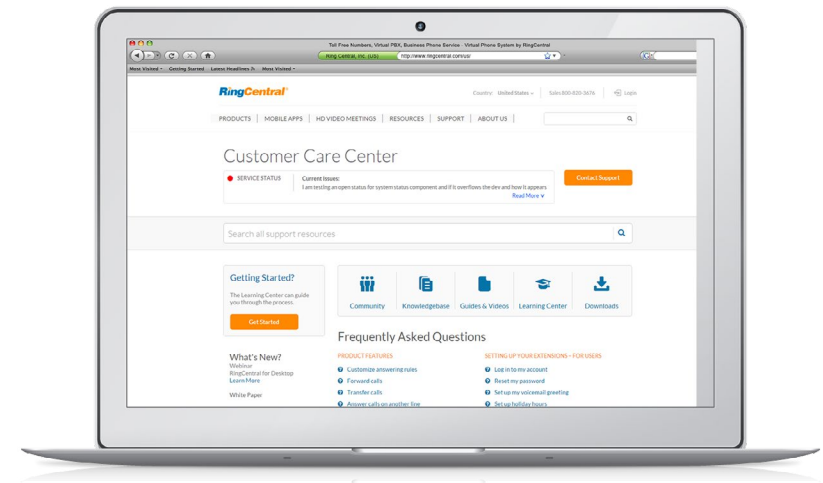 Toll Free Numbers, Virtual PBX, Business Phone Service - Virtual Phone System by RingCentral
Ring Central, Inc. (US) http://www.ringcentral.com/us/
Most Visited Getting Started Latest Headlines Most Visited
RingCentral
Country: United States Sales 800-820-3676 Login
PRODUCTS | MOBILE APPS | HD VIDEO MEETINGS | RESOURCES | SUPPORT | ABOUT US |
Customer Care Center
SERVICE STATUS
Current Issues:
I am testing an open status for system status component and if it overflows the dev and how it appears
Read More
Contact Support
Search all support resources
Getting Started?
The Learning Center can guide
you through the process.
Get Started
Community Knowledgebase Guides & Videos Learning Center Downloads
What's New?
Webinar
RingCentral for Desktop
Learn More
White Paper
Frequently Asked Questions
PRODUCT FEATURES
Customize answering rules
Forward calls
Transfer calls
Answer calls on another line
SETTING UP YOUR EXTENSIONS – FOR USERS
Log in to my account
Reset my password
Set up my voicemail greeting
Set up holiday hours